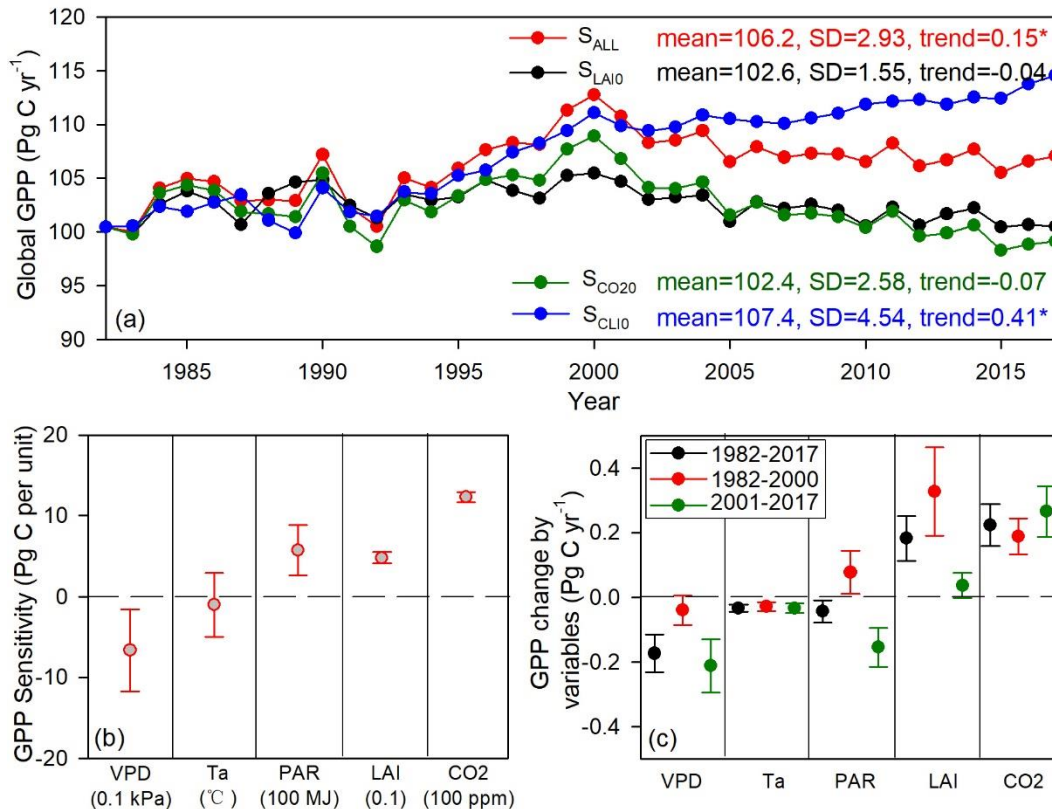 120
115
110
105
100
95
90
Global GPP (Pg C yr-1)
S_ALL mean=106.2, SD=2.93, trend=0.15*
S_LAI0 mean=102.6, SD=1.55, trend=-0.04
S_CO20 mean=102.4, SD=2.58, trend=-0.07
S_CLI0 mean=107.4, SD=4.54, trend=0.41*
(a)
1985 1990 1995 2000 2005 2010 2015
Year
20
10
0
-10
-20
GPP Sensitivity (Pg C per unit)
(b)
VPD Ta PAR LAI CO2
(0.1 kPa) (℃) (100 MJ) (0.1) (100 ppm)
0.4
0.2
0.0
-0.2
-0.4
GPP change by
variables (Pg C yr-1)
1982-2017
1982-2000
2001-2017
(c)
VPD Ta PAR LAI CO2